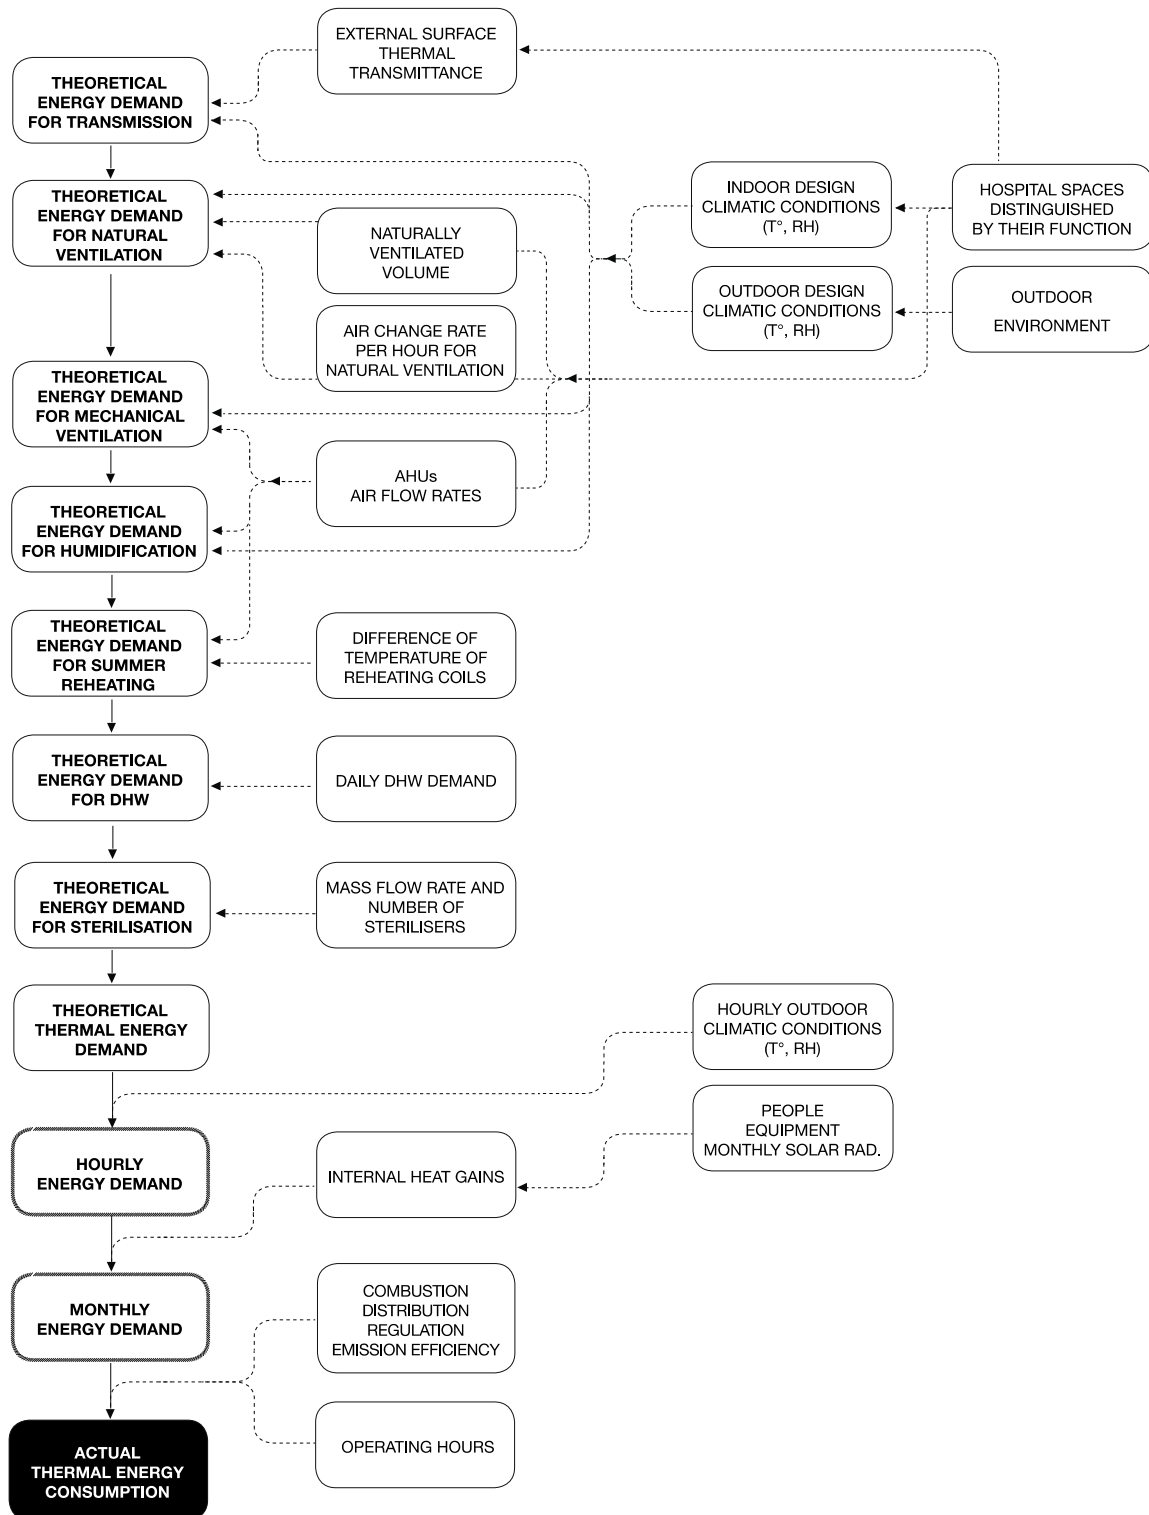 EXTERNAL SURFACE
THERMAL
TRANSMITTANCE
THEORETICAL
ENERGY DEMAND
FOR TRANSMISSION
THEORETICAL
ENERGY DEMAND
FOR NATURAL
VENTILATION
NATURALLY
VENTILATED
VOLUME
INDOOR DESIGN
CLIMATIC CONDITIONS
(T°, RH)
HOSPITAL SPACES
DISTINGUISHED
BY THEIR FUNCTION
OUTDOOR DESIGN
CLIMATIC CONDITIONS
(T°, RH)
OUTDOOR
ENVIRONMENT
AIR CHANGE RATE
PER HOUR FOR
NATURAL VENTILATION
THEORETICAL
ENERGY DEMAND
FOR MECHANICAL
VENTILATION
AHUs
AIR FLOW RATES
THEORETICAL
ENERGY DEMAND
FOR HUMIDIFICATION
THEORETICAL
ENERGY DEMAND
FOR SUMMER
REHEATING
DIFFERENCE OF
TEMPERATURE OF
REHEATING COILS
THEORETICAL
ENERGY DEMAND
FOR DHW
DAILY DHW DEMAND
THEORETICAL
ENERGY DEMAND
FOR STERILISATION
MASS FLOW RATE AND
NUMBER OF
STERILISERS
THEORETICAL
THERMAL ENERGY
DEMAND
HOURLY OUTDOOR
CLIMATIC CONDITIONS
(T°, RH)
PEOPLE
EQUIPMENT
MONTHLY SOLAR RAD.
HOURLY
ENERGY DEMAND
INTERNAL HEAT GAINS
MONTHLY
ENERGY DEMAND
COMBUSTION
DISTRIBUTION
REGULATION
EMISSION EFFICIENCY
OPERATING HOURS
ACTUAL
THERMAL ENERGY
CONSUMPTION